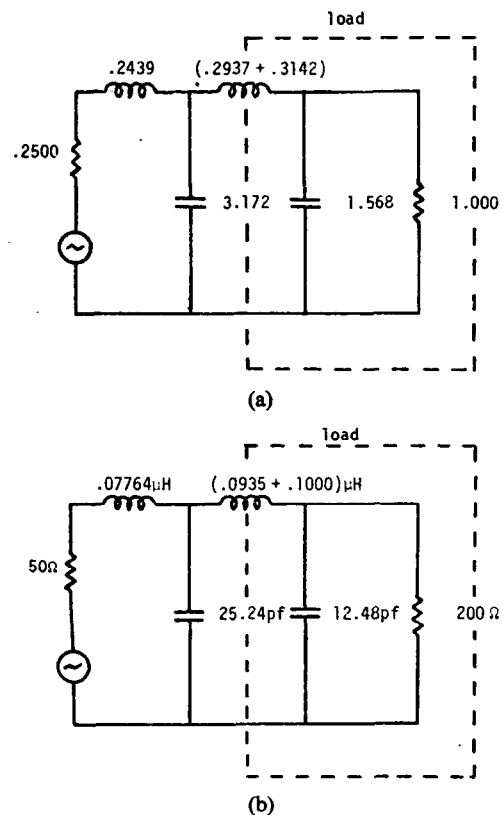 load
.2439 (.2937 + .3142)
.2500
3.172 1.568 1.000
(a)
load
.07764μH (.0935 + .1000)μH
50Ω
25.24pf 12.48pf 200 Ω
(b)